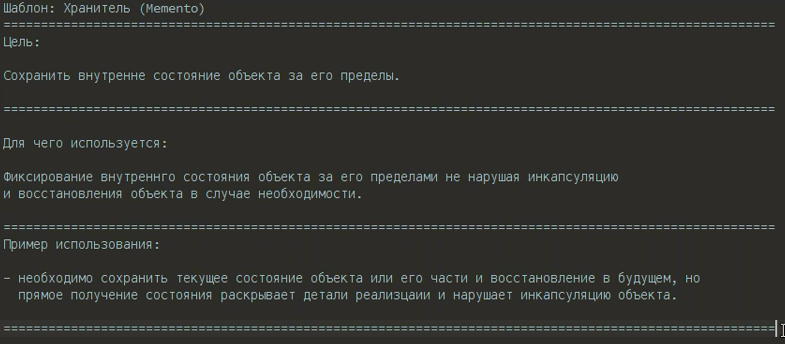 Шаблон: Хранитель (Memento)
=======================================================================================================
Цель:
Сохранить внутренне состояние объекта за его пределы.
=======================================================================================================
Для чего используется:
Фиксирование внутреннго состояния объекта за его пределами не нарушая инкапсуляцию
и восстановления объекта в случае необходимости.
=======================================================================================================
Пример использования:
- необходимо сохранить текущее состояние объекта или его части и восстановление в будущем, но
прямое получение состояния раскрывает детали реализцаии и нарушает инкапсуляцию объекта.
=======================================================================================================